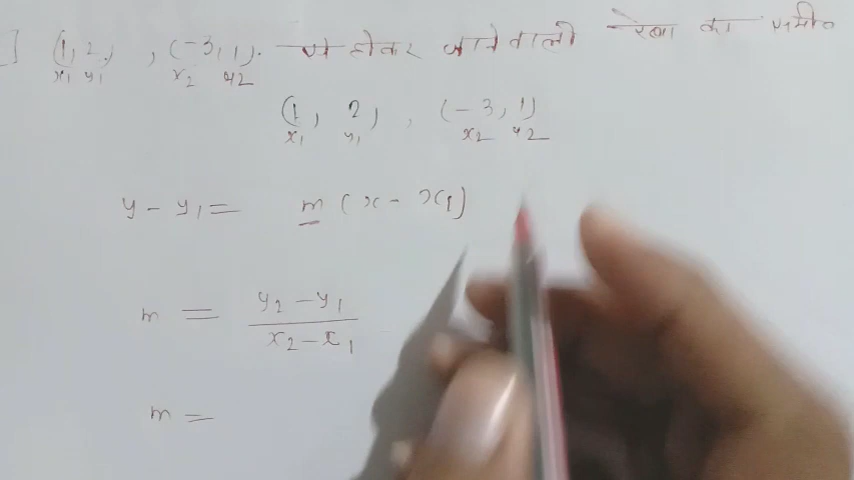 ] (1, 2) , (-3, 1). से होकर जाने वाली रेखा का समी०
x₁ y₁ x₂ y₂
(1, 2) , (-3, 1)
x₁ y₁ x₂ y₂
y - y₁ = m (x - x₁)
m = y₂ - y₁ / x₂ - x₁
m =